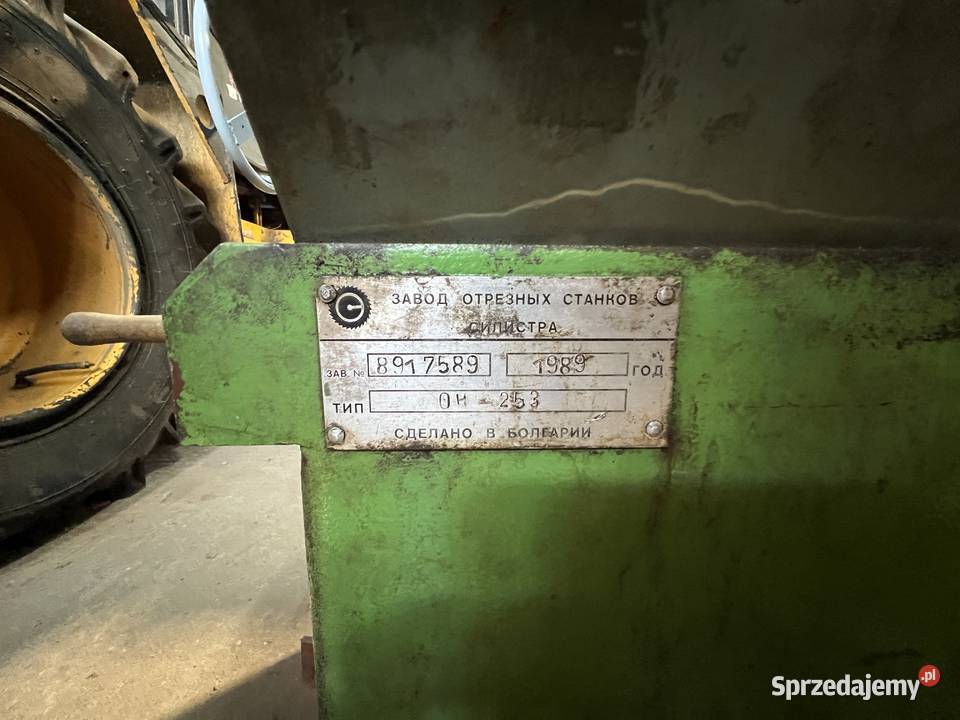 ЗАВОД ОТРЕЗНЫХ СТАНКОВ
СИЛИСТРА
ЗАВ. № 8917589 1989 ГОД
ТИП ОН-253
СДЕЛАНО В БОЛГАРИИ
Sprzedajemy.pl